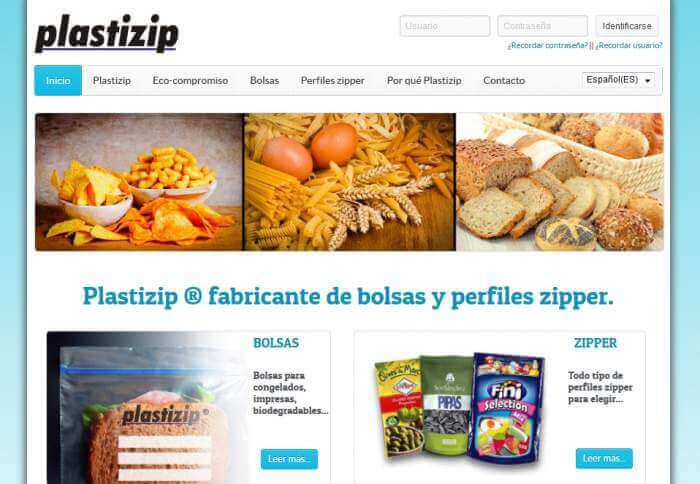 plastizip
Usuario
Contraseña
Identificarse
¿Recordar contraseña? || ¿Recordar usuario?
Inicio
Plastizip
Eco-compromiso
Bolsas
Perfiles zipper
Por qué Plastizip
Contacto
Español(ES)
Plastizip ® fabricante de bolsas y perfiles zipper.
BOLSAS
Bolsas para
congelados,
impresas,
biodegradables...
Leer mas...
plastizip®
ZIPPER
Todo tipo de
perfiles zipper
para elegir...
Leer mas...
PIPAS
Fini
Selection